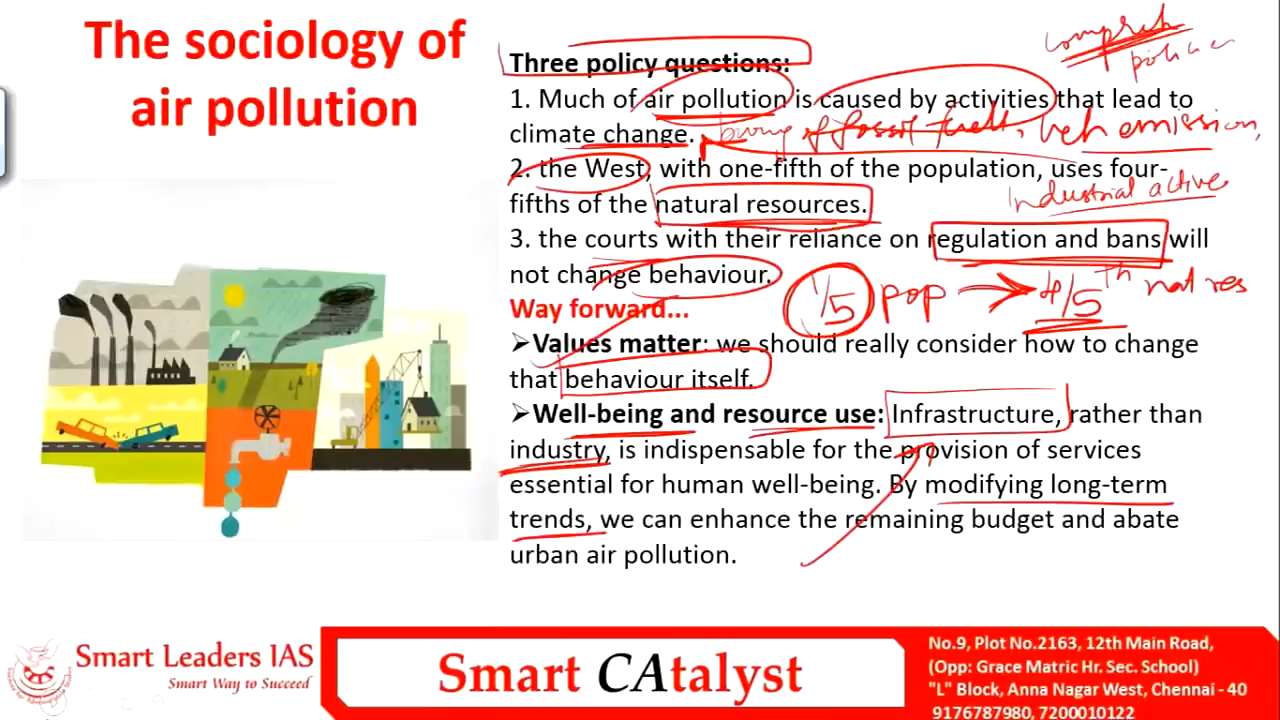 The sociology of
air pollution
Three policy questions:
1. Much of air pollution is caused by activities that lead to
climate change.
2. the West, with one-fifth of the population, uses four-
fifths of the natural resources.
3. the courts with their reliance on regulation and bans will
not change behaviour.
Way forward...
➢Values matter: we should really consider how to change
that behaviour itself.
➢Well-being and resource use: Infrastructure, rather than
industry, is indispensable for the provision of services
essential for human well-being. By modifying long-term
trends, we can enhance the remaining budget and abate
urban air pollution.
of fossil fuels, veh emission,
Industrial active
1/5 pop → 4/5th nat res
Smart Leaders IAS
Smart Way to Succeed
Smart CAtalyst
No.9, Plot No.2163, 12th Main Road,
(Opp: Grace Matric Hr. Sec. School)
"L" Block, Anna Nagar West, Chennai - 40
9176787980, 7200010122